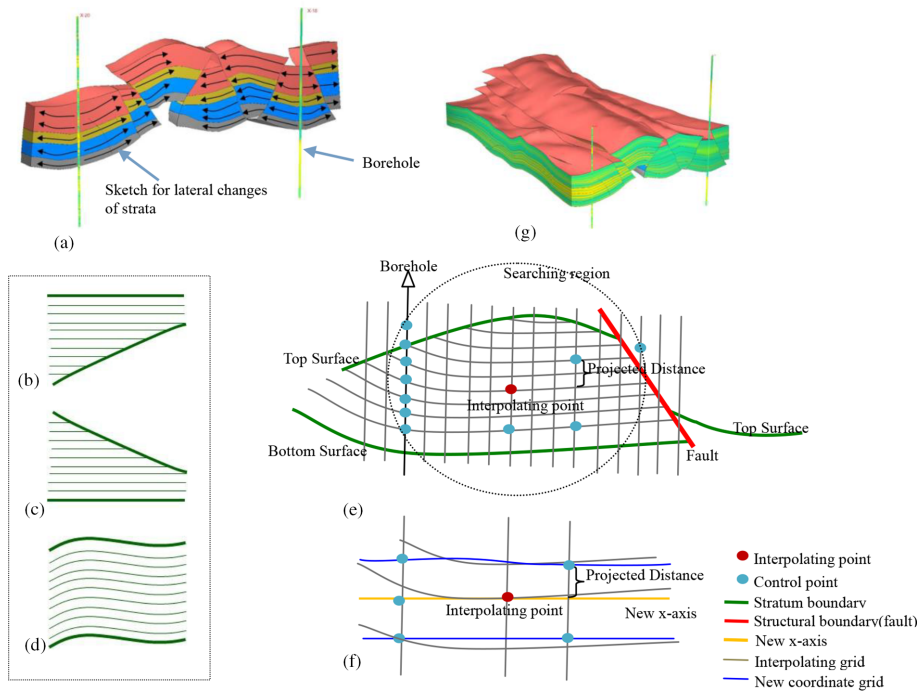 Borehole
Sketch for lateral changes
of strata
(a)
(g)
(b)
(c)
(d)
Borehole
Searching region
Top Surface
Projected Distance
Interpolating point
Bottom Surface
Top Surface
Fault
(e)
Projected Distance
Interpolating point
New x-axis
(f)
Interpolating point
Control point
Stratum boundary
Structural boundary(fault)
New x-axis
Interpolating grid
New coordinate grid